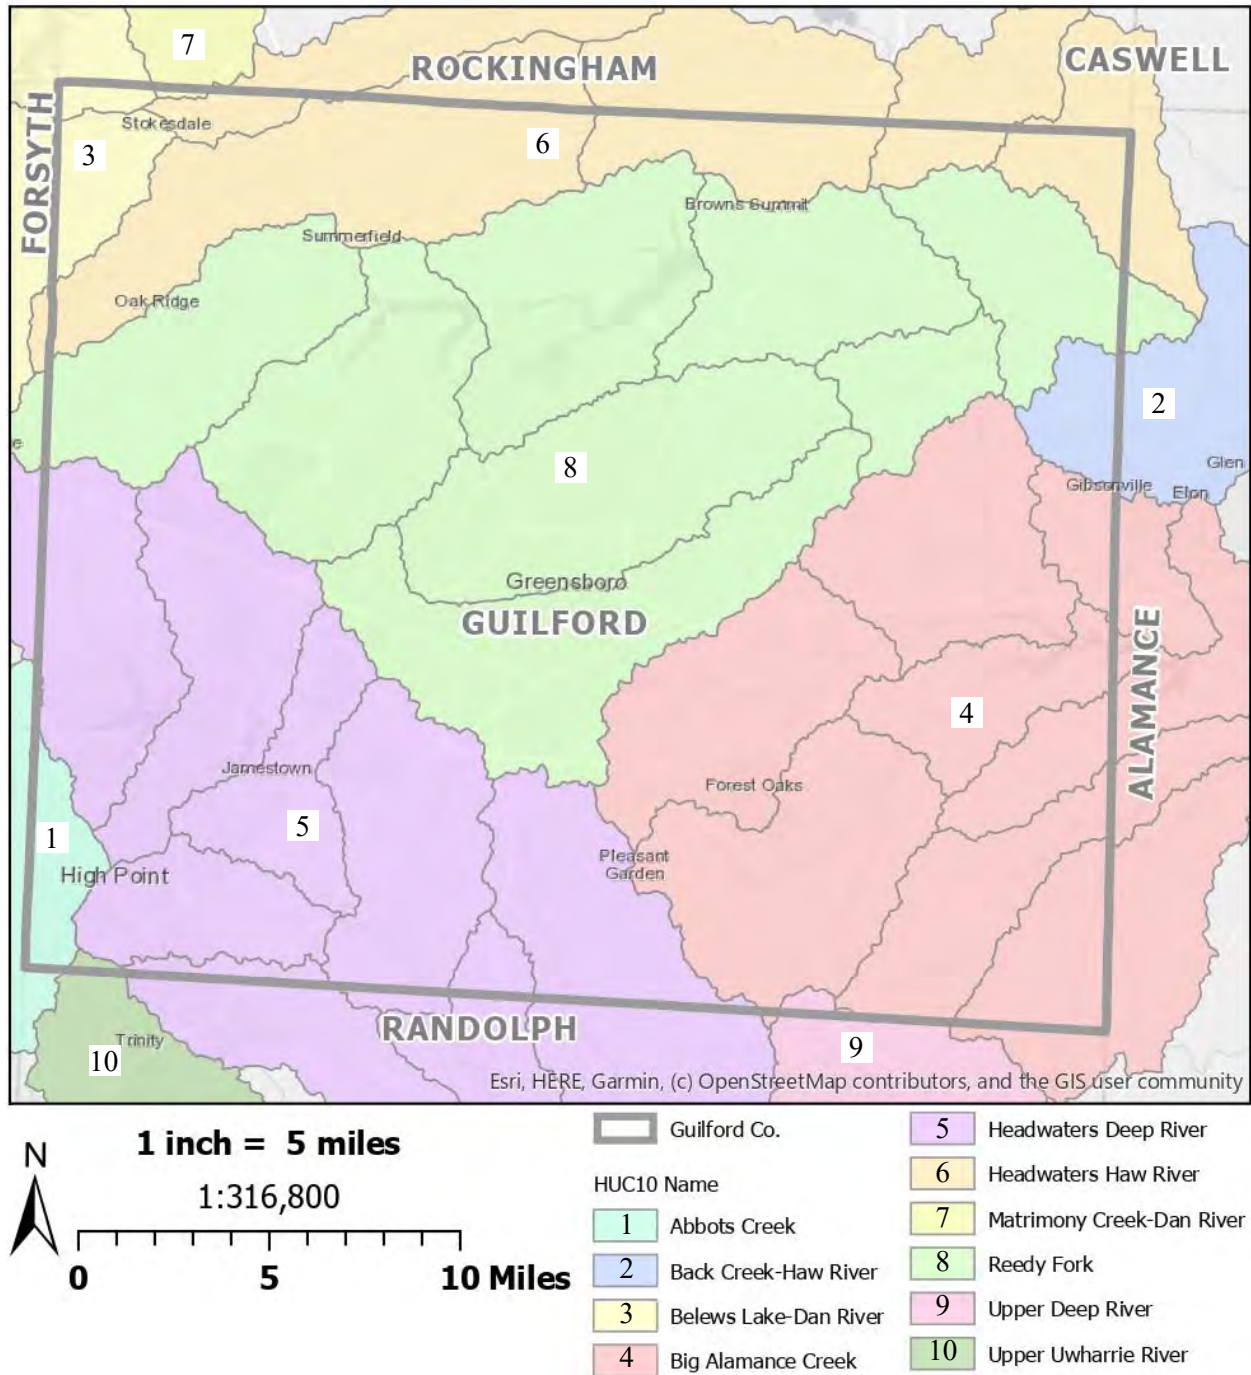 7
ROCKINGHAM
CASWELL
Stokesdale
6
3
FORSYTH
Browns Summit
Summerfield
Oak Ridge
2
e
8
Glen
Gibsonville
Elon
Greensboro
GUILFORD
ALAMANCE
4
Jamestown
Forest Oaks
5
1
High Point
Pleasant
Garden
RANDOLPH
Trinity
9
10
Esri, HERE, Garmin, (c) OpenStreetMap contributors, and the GIS user community
N
1 inch = 5 miles
1:316,800
0 5 10 Miles
Guilford Co.
HUC10 Name
1 Abbots Creek
2 Back Creek-Haw River
3 Belews Lake-Dan River
4 Big Alamance Creek
5 Headwaters Deep River
6 Headwaters Haw River
7 Matrimony Creek-Dan River
8 Reedy Fork
9 Upper Deep River
10 Upper Uwharrie River